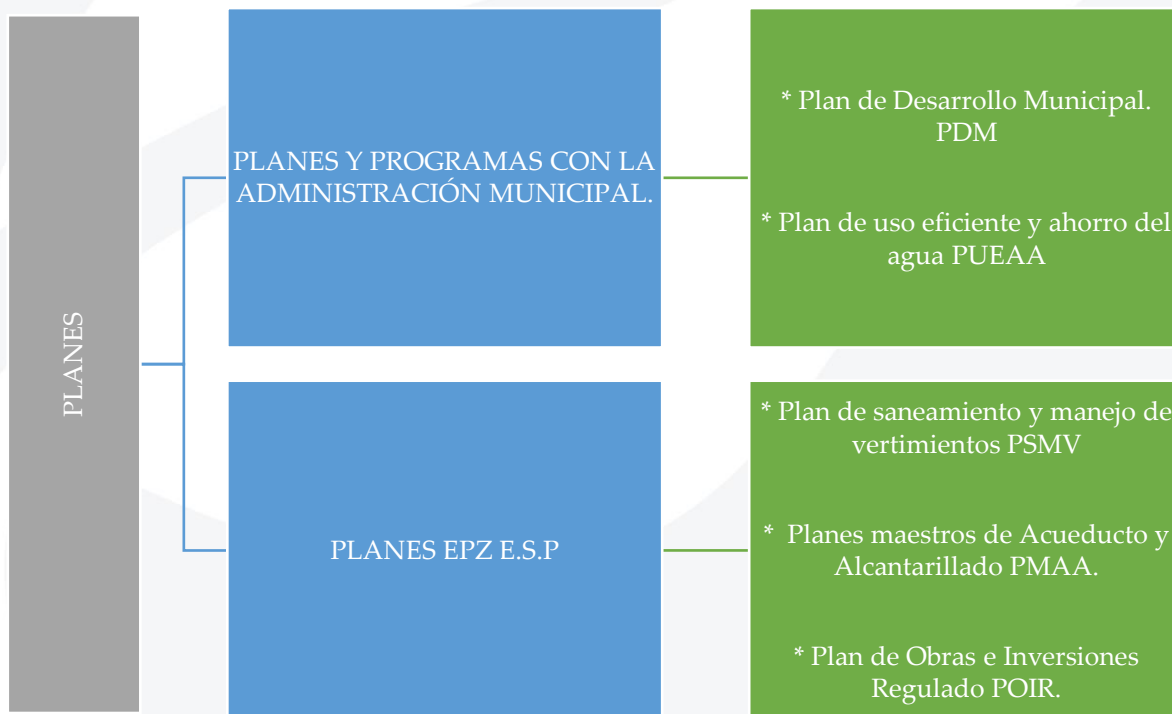 PLANES
PLANES Y PROGRAMAS CON LA
ADMINISTRACIÓN MUNICIPAL.
* Plan de Desarrollo Municipal.
PDM
* Plan de uso eficiente y ahorro del
agua PUEAA
PLANES EPZ E.S.P
* Plan de saneamiento y manejo de
vertimientos PSMV
* Planes maestros de Acueducto y
Alcantarillado PMAA.
* Plan de Obras e Inversiones
Regulado POIR.